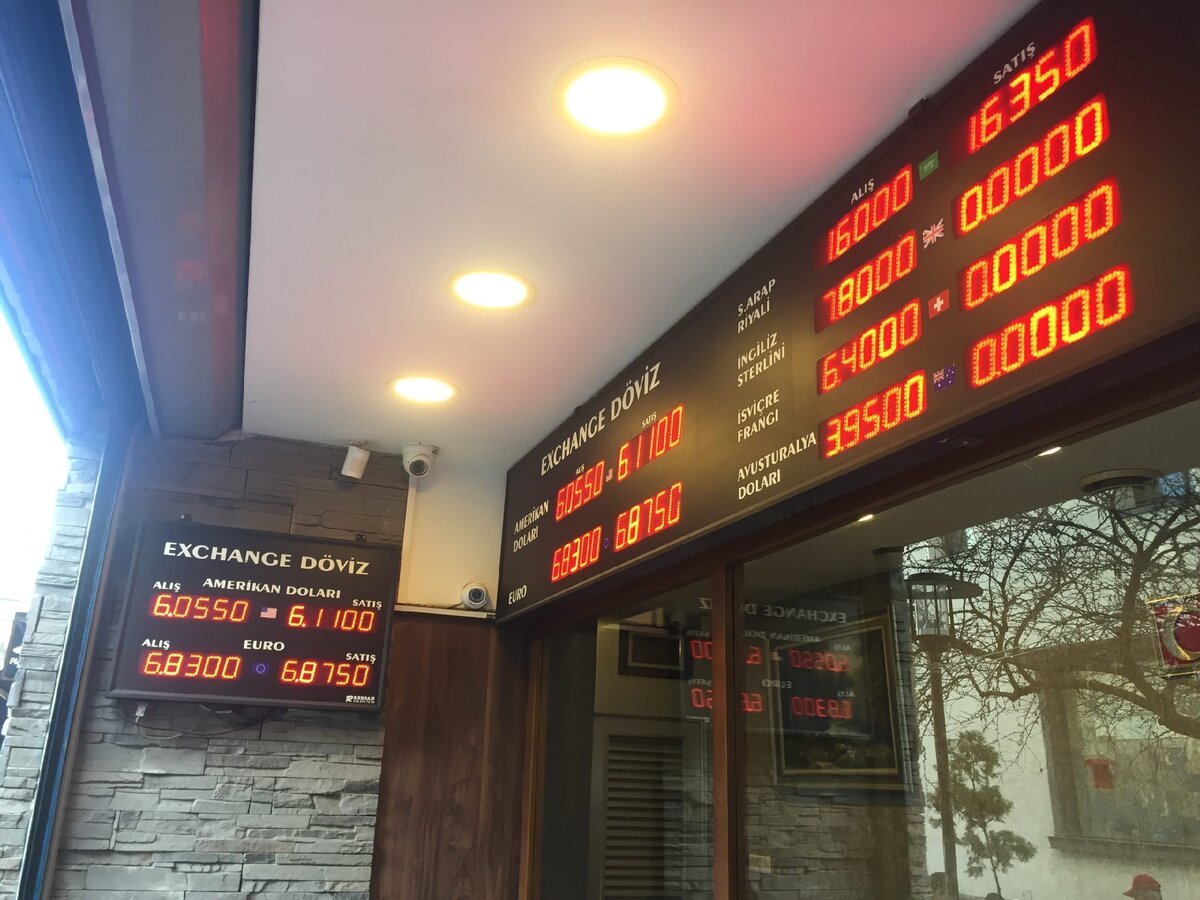 EXCHANGE DÖVİZ
AMERİKAN DOLARI
ALIŞ SATIŞ
6.0550 6.1100
ALIŞ EURO SATIŞ
6.8300 6.8750
EXCHANGE DÖVİZ
ALIŞ SATIŞ
AMERİKAN
DOLARI
6.0550 6.1100
EURO
6.8300 6.8750
ALIŞ SATIŞ
S.ARAP
RİYALİ
1.6000 1.6350
İNGİLİZ
STERLİNİ
7.8000 0.0000
İSVİÇRE
FRANGI
6.4000 0.0000
AVUSTURALYA
DOLARI
3.9500 0.0000